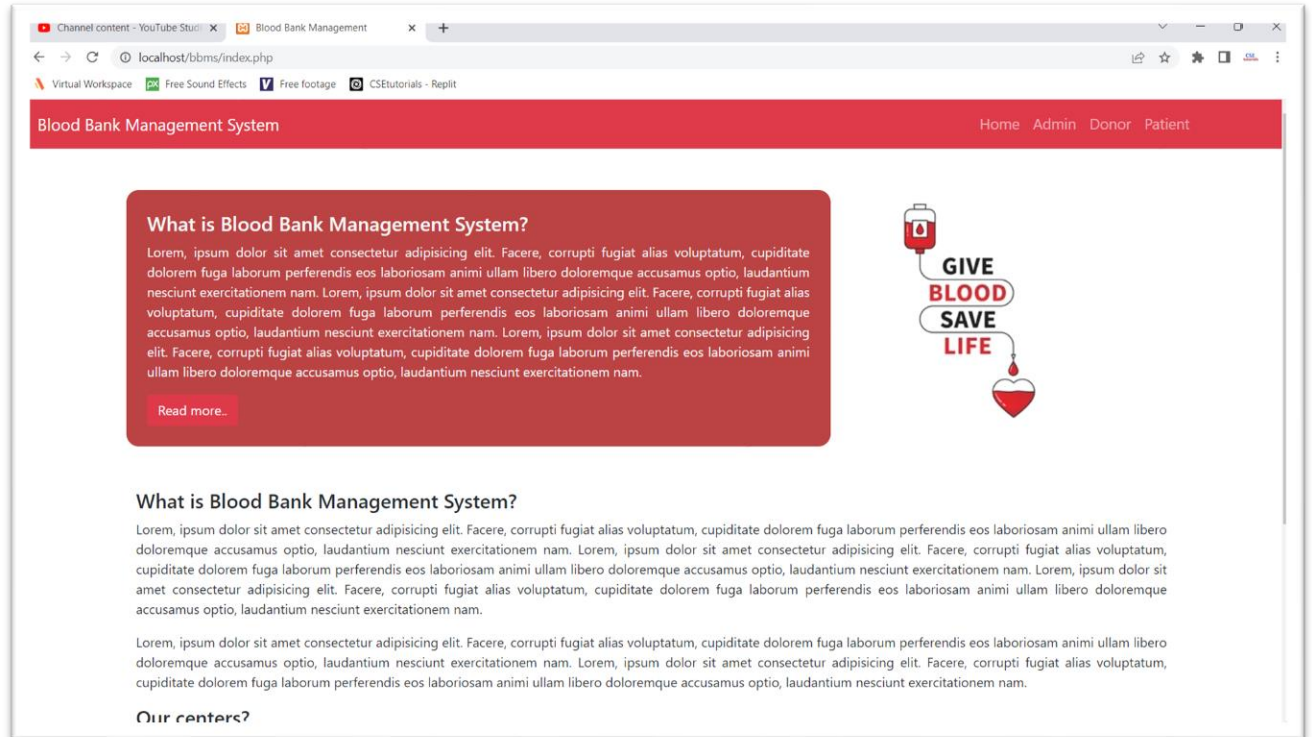 Channel content - YouTube Studi
Blood Bank Management
localhost/bbms/index.php
Virtual Workspace
Free Sound Effects
Free footage
CSEtutorials - Replit
Blood Bank Management System
Home Admin Donor Patient
What is Blood Bank Management System?
Lorem, ipsum dolor sit amet consectetur adipisicing elit. Facere, corrupti fugiat alias voluptatum, cupiditate
dolorem fuga laborum perferendis eos laboriosam animi ullam libero doloremque accusamus optio, laudantium
nesciunt exercitationem nam. Lorem, ipsum dolor sit amet consectetur adipisicing elit. Facere, corrupti fugiat alias
voluptatum, cupiditate dolorem fuga laborum perferendis eos laboriosam animi ullam libero doloremque
accusamus optio, laudantium nesciunt exercitationem nam. Lorem, ipsum dolor sit amet consectetur adipisicing
elit. Facere, corrupti fugiat alias voluptatum, cupiditate dolorem fuga laborum perferendis eos laboriosam animi
ullam libero doloremque accusamus optio, laudantium nesciunt exercitationem nam.
Read more..
GIVE
BLOOD
SAVE
LIFE
What is Blood Bank Management System?
Lorem, ipsum dolor sit amet consectetur adipisicing elit. Facere, corrupti fugiat alias voluptatum, cupiditate dolorem fuga laborum perferendis eos laboriosam animi ullam libero
doloremque accusamus optio, laudantium nesciunt exercitationem nam. Lorem, ipsum dolor sit amet consectetur adipisicing elit. Facere, corrupti fugiat alias voluptatum,
cupiditate dolorem fuga laborum perferendis eos laboriosam animi ullam libero doloremque accusamus optio, laudantium nesciunt exercitationem nam. Lorem, ipsum dolor sit
amet consectetur adipisicing elit. Facere, corrupti fugiat alias voluptatum, cupiditate dolorem fuga laborum perferendis eos laboriosam animi ullam libero doloremque
accusamus optio, laudantium nesciunt exercitationem nam.
Lorem, ipsum dolor sit amet consectetur adipisicing elit. Facere, corrupti fugiat alias voluptatum, cupiditate dolorem fuga laborum perferendis eos laboriosam animi ullam libero
doloremque accusamus optio, laudantium nesciunt exercitationem nam. Lorem, ipsum dolor sit amet consectetur adipisicing elit. Facere, corrupti fugiat alias voluptatum,
cupiditate dolorem fuga laborum perferendis eos laboriosam animi ullam libero doloremque accusamus optio, laudantium nesciunt exercitationem nam.
Our centers?